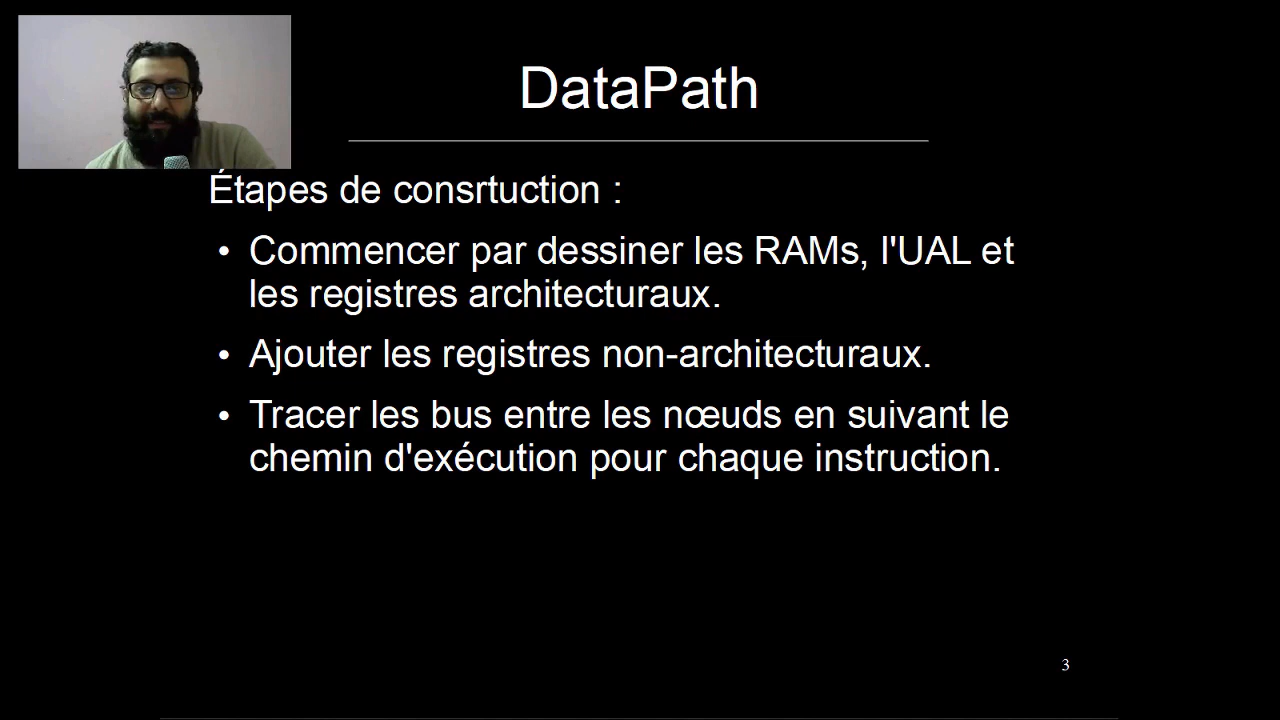 DataPath
Étapes de consrtuction :
• Commencer par dessiner les RAMs, l'UAL et
les registres architecturaux.
• Ajouter les registres non-architecturaux.
• Tracer les bus entre les nœuds en suivant le
chemin d'exécution pour chaque instruction.
3